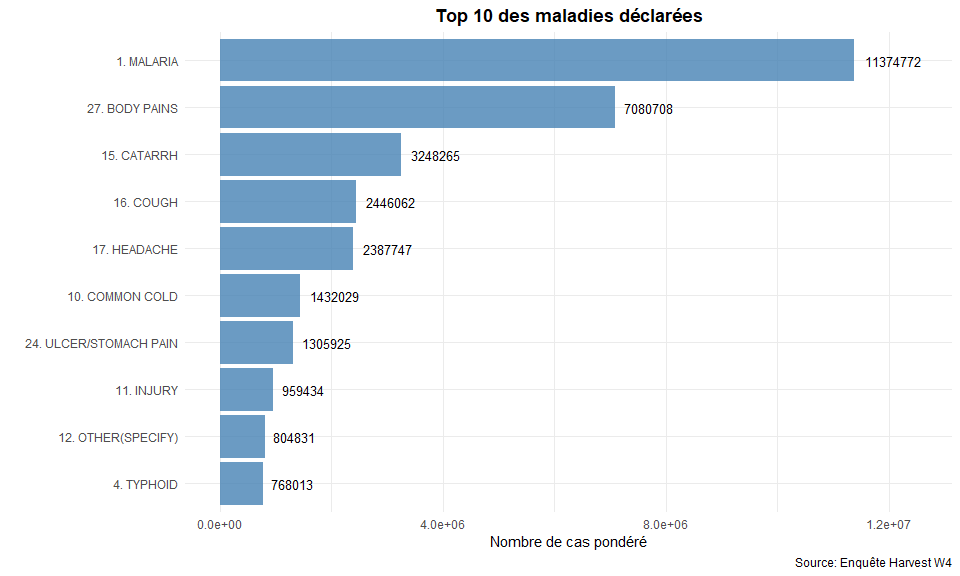 Top 10 des maladies déclarées
1. MALARIA 11374772
27. BODY PAINS 7080708
15. CATARRH 3248265
16. COUGH 2446062
17. HEADACHE 2387747
10. COMMON COLD 1432029
24. ULCER/STOMACH PAIN 1305925
11. INJURY 959434
12. OTHER(SPECIFY) 804831
4. TYPHOID 768013
0.0e+00 4.0e+06 8.0e+06 1.2e+07
Nombre de cas pondéré
Source: Enquête Harvest W4